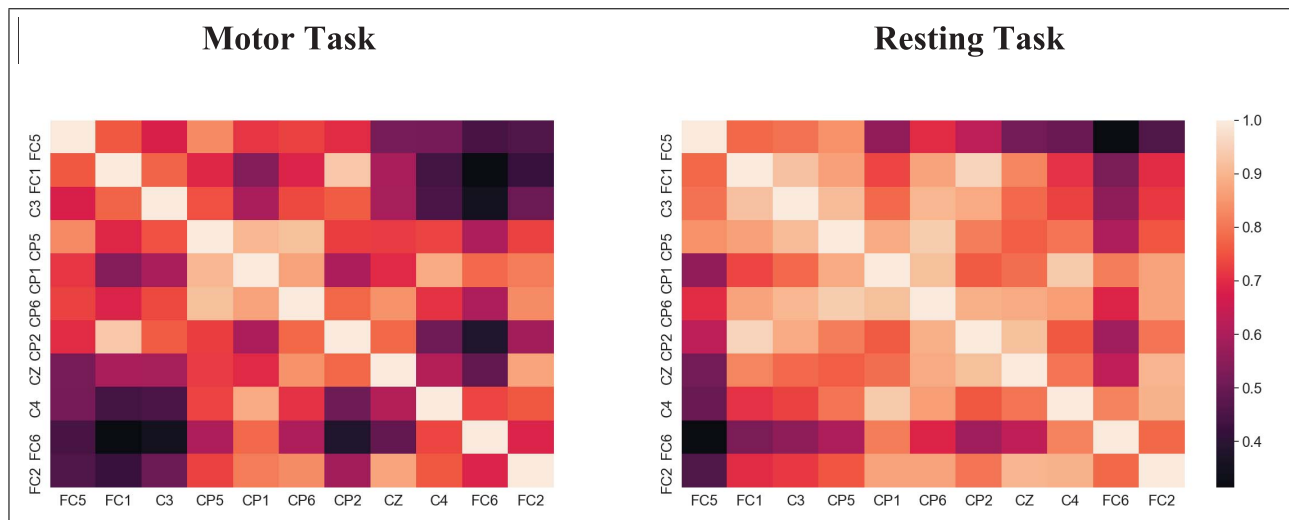 Motor Task
Resting Task
FC5
FC1
C3
CP5
CP1
CP6
CP2
CZ
C4
FC6
FC2
FC5 FC1 C3 CP5 CP1 CP6 CP2 CZ C4 FC6 FC2
FC5
FC1
C3
CP5
CP1
CP6
CP2
CZ
C4
FC6
FC2
FC5 FC1 C3 CP5 CP1 CP6 CP2 CZ C4 FC6 FC2
1.0
0.9
0.8
0.7
0.6
0.5
0.4